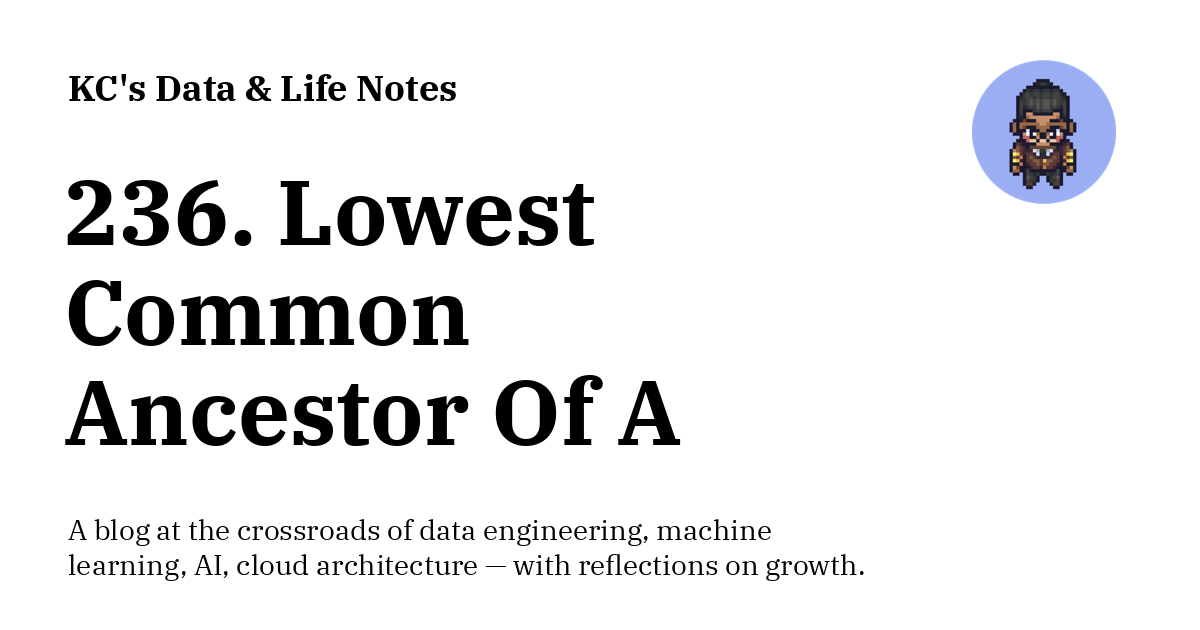 KC's Data & Life Notes
236. Lowest
Common
Ancestor Of A
A blog at the crossroads of data engineering, machine
learning, AI, cloud architecture — with reflections on growth.